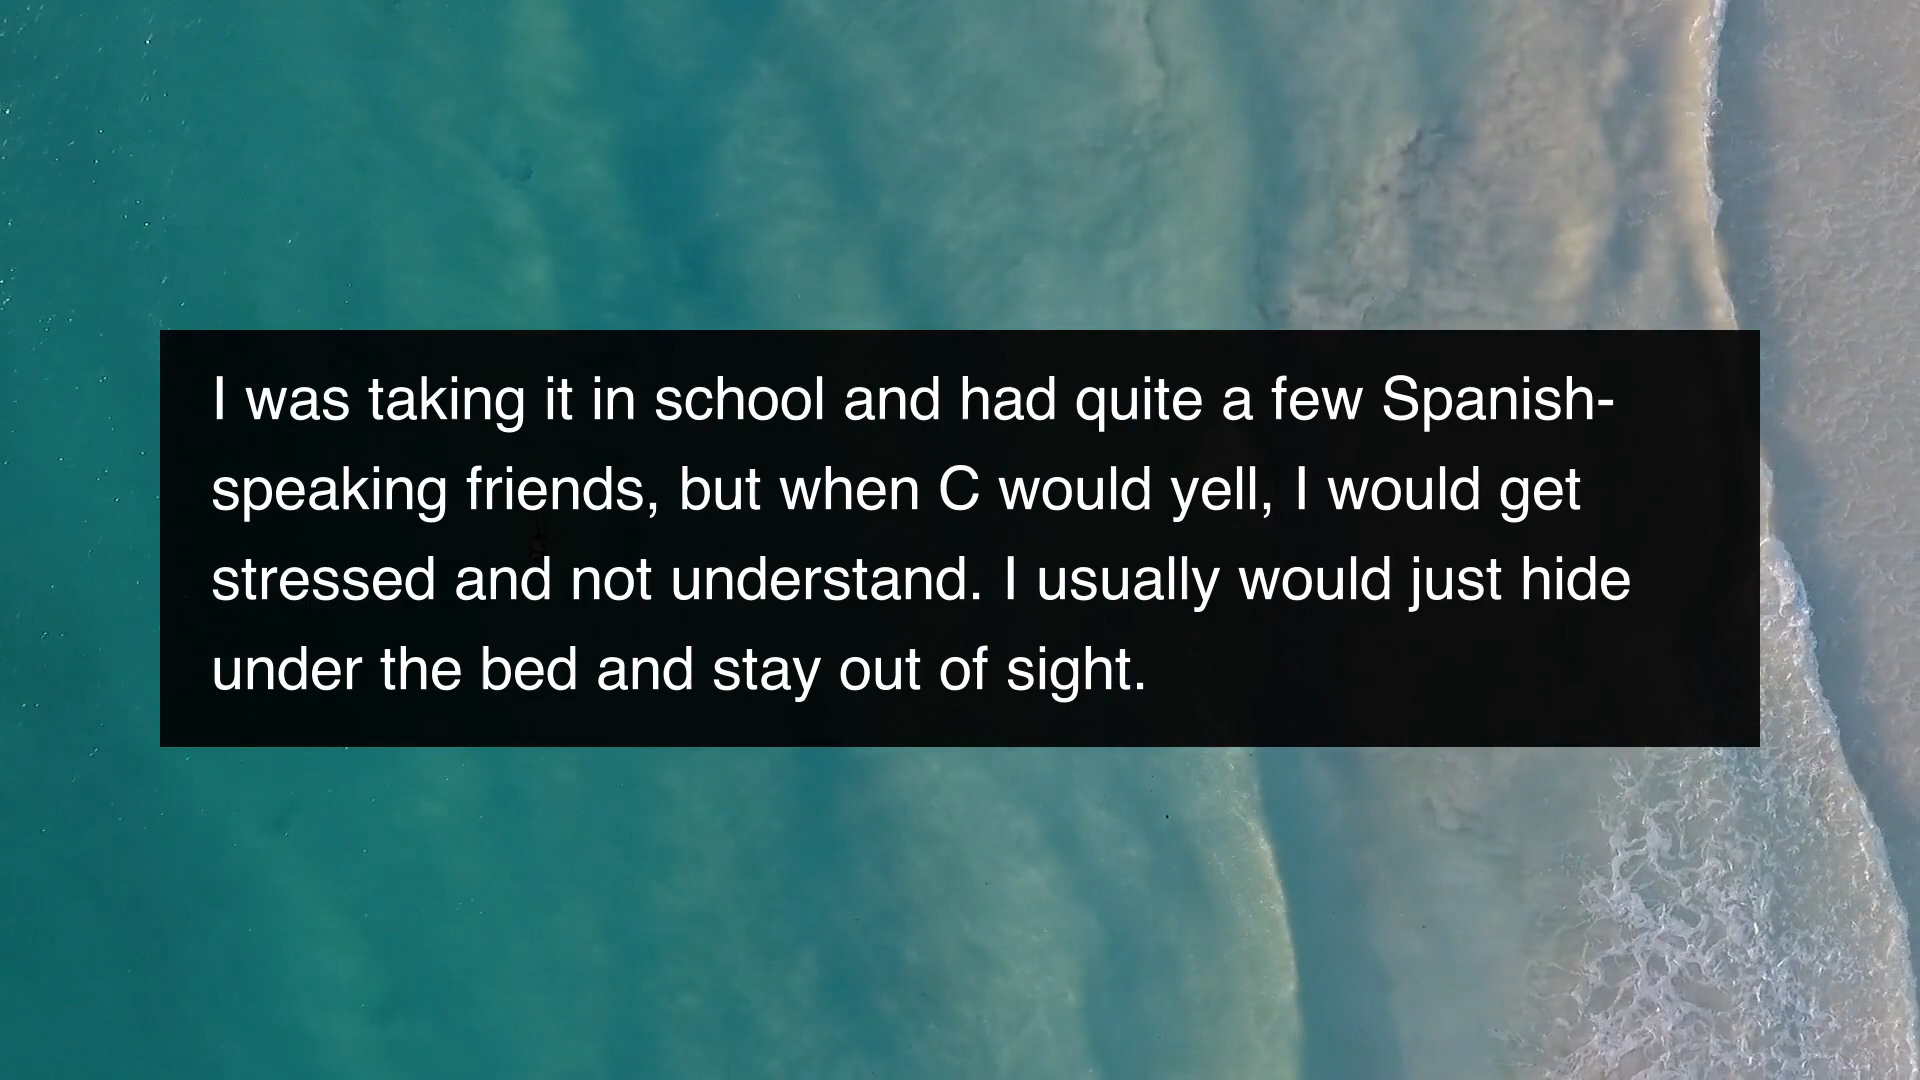 I was taking it in school and had quite a few Spanish-
speaking friends, but when C would yell, I would get
stressed and not understand. I usually would just hide
under the bed and stay out of sight.